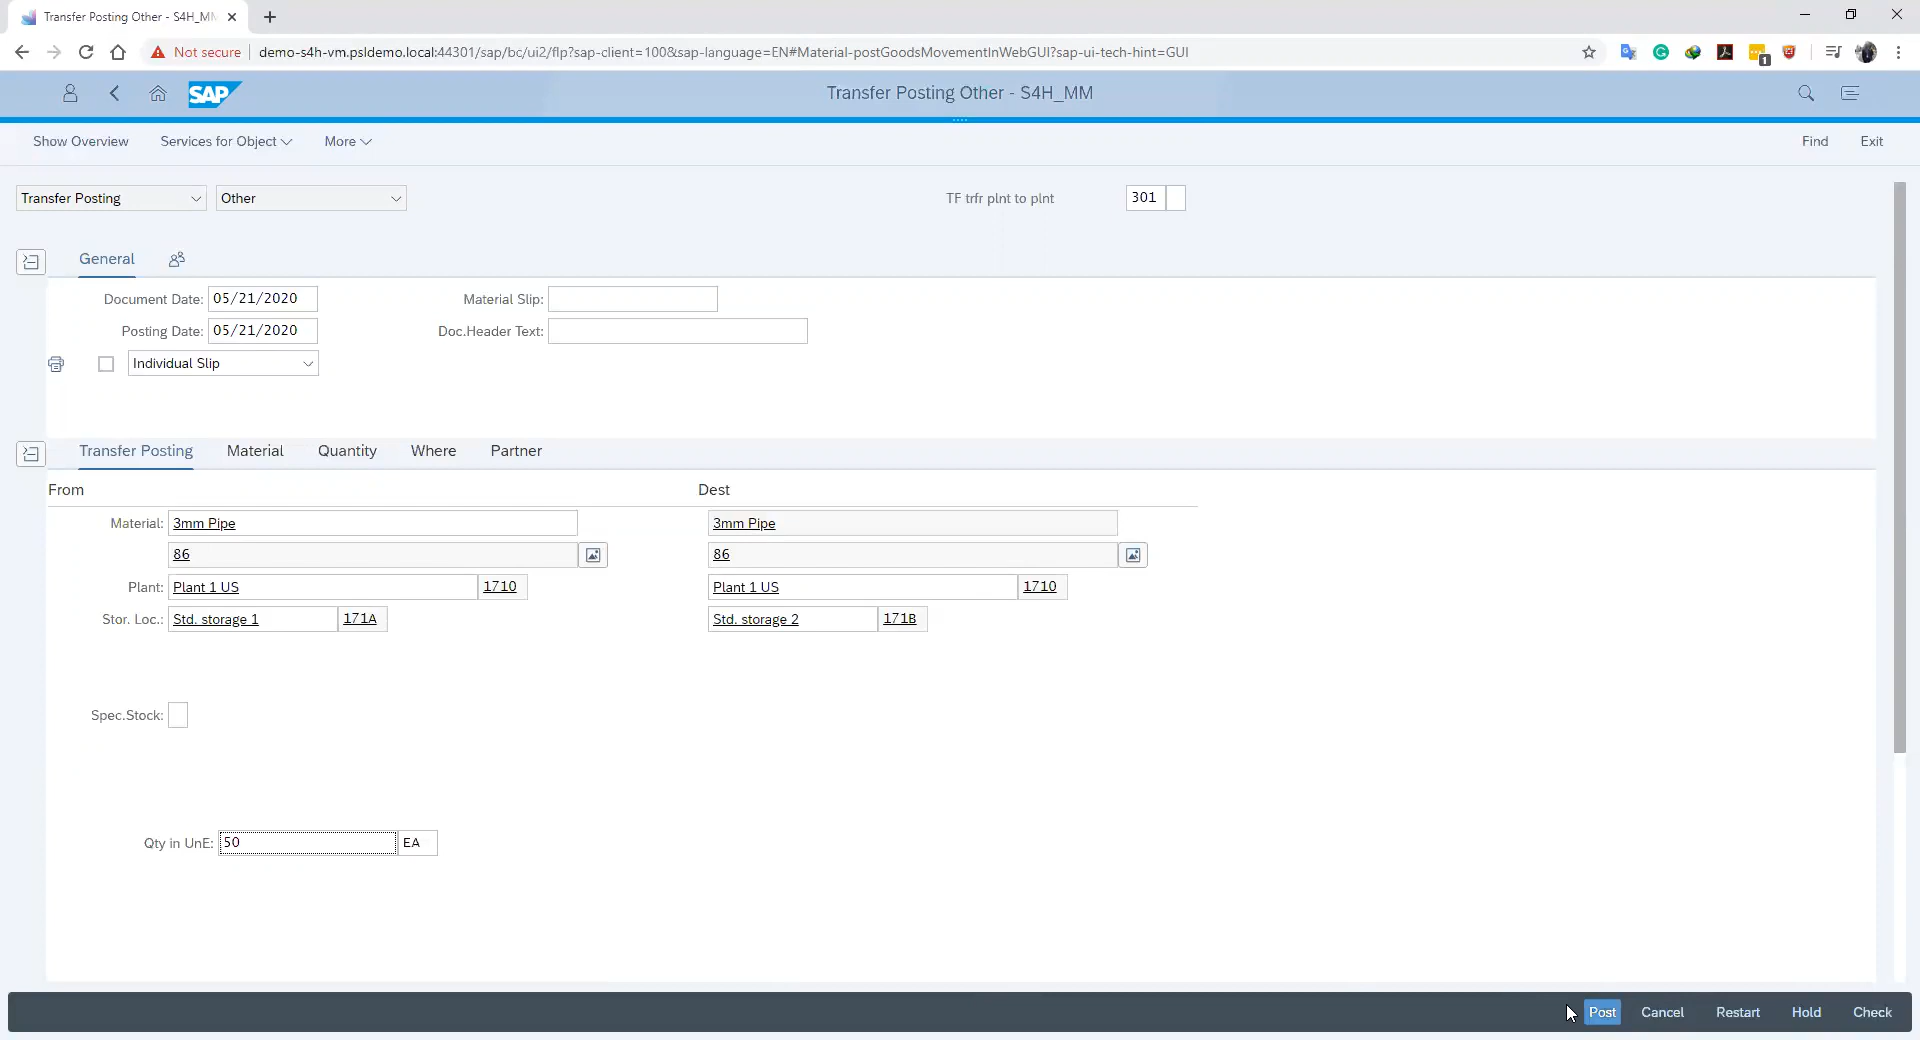 Transfer Posting Other - S4H_MM
Not secure
demo-s4h-vm.psldemo.local:44301/sap/bc/ui2/flp?sap-client=100&sap-language=EN#Material-postGoodsMovementInWebGUI?sap-ui-tech-hint=GUI
1
SAP
Transfer Posting Other - S4H_MM
Show Overview
Services for Object
More
Find
Exit
Transfer Posting
Other
TF trfr plnt to plnt
301
General
Document Date: 05/21/2020
Material Slip:
Posting Date: 05/21/2020
Doc.Header Text:
Individual Slip
Transfer Posting
Material
Quantity
Where
Partner
From
Dest
Material: 3mm Pipe
3mm Pipe
86
86
Plant: Plant 1 US 1710
Plant 1 US 1710
Stor. Loc.: Std. storage 1 171A
Std. storage 2 171B
Spec.Stock:
Qty in UnE: 50 EA
Post
Cancel
Restart
Hold
Check